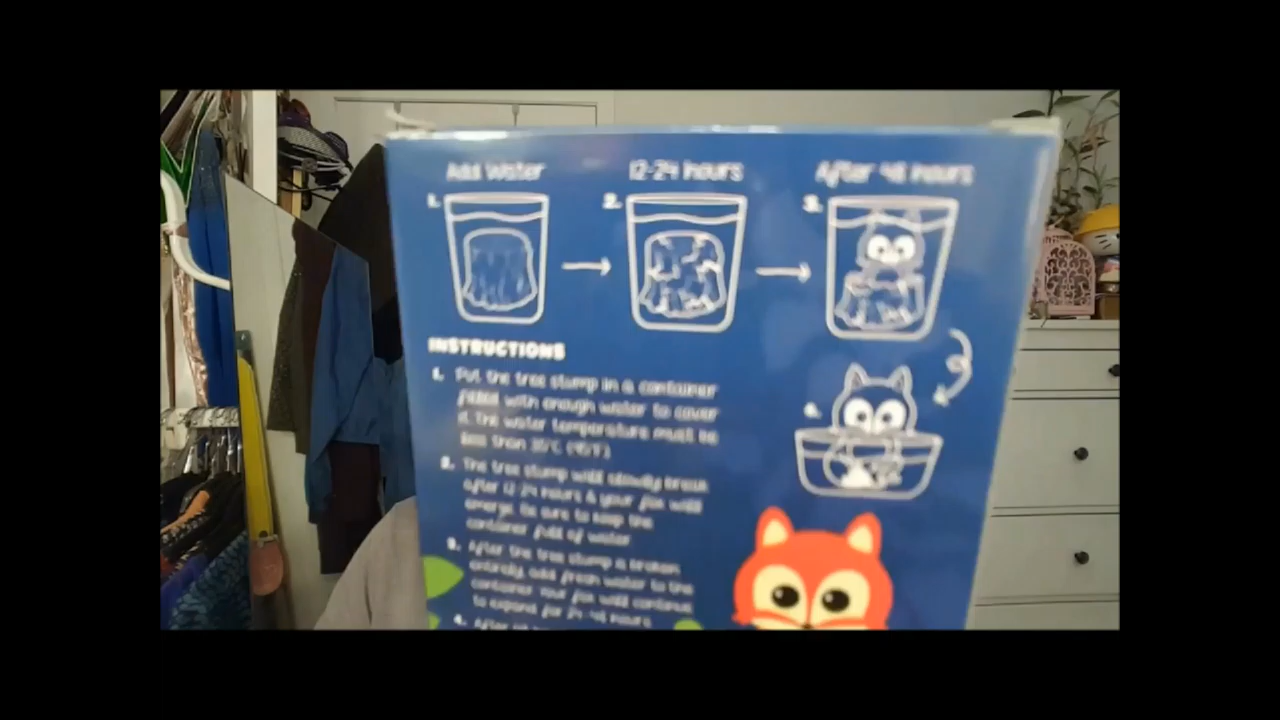 Add Water
12-24 hours
After 48 hours
1.
2.
3.
4.
INSTRUCTIONS
1. Put the tree stump in a container
filled with enough water to cover
it. The water temperature must be
less than 35°C (95°F)
2. The tree stump will slowly break
after 12-24 hours & your fox will
emerge. Be sure to keep the
container full of water
3. After the tree stump is broken
entirely, add fresh water to the
container. Your fox will continue
to expand for 24-48 hours
4. After